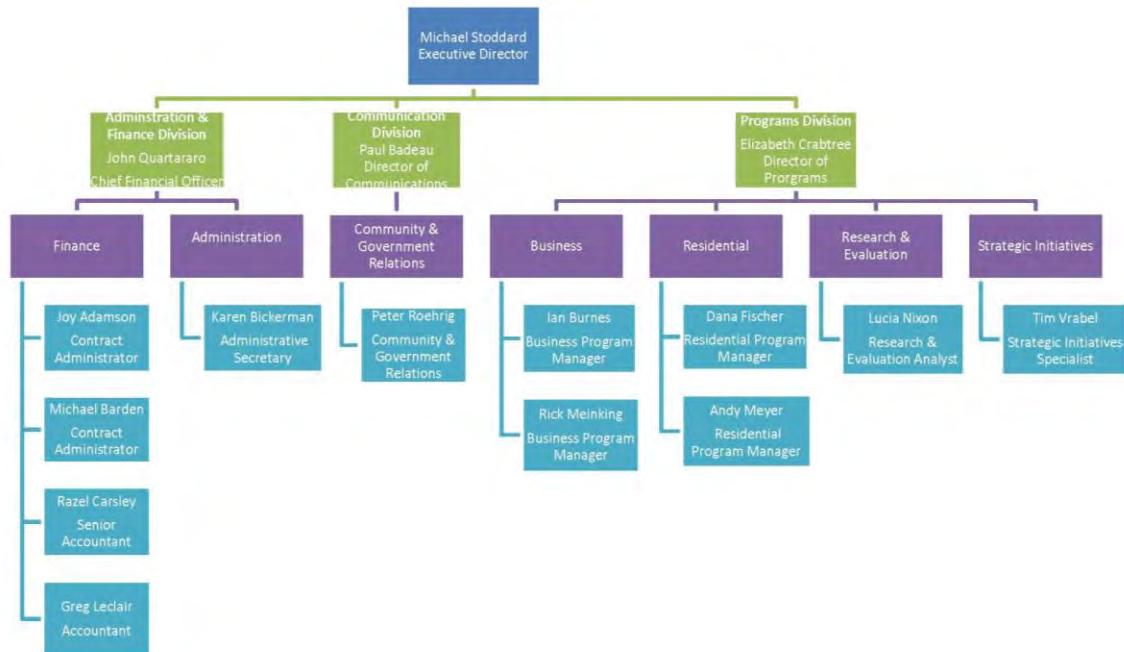 Michael Stoddard
Executive Director
Adminstration &
Finance Division
John Quartararo
Chief Financial Officer
Communication
Division
Paul Badeau
Director of
Communications
Programs Division
Elizabeth Crabtree
Director of
Prorgrams
Finance
Administration
Community &
Government
Relations
Business
Residential
Research &
Evaluation
Strategic Initiatives
Joy Adamson
Contract
Administrator
Karen Bickerman
Administrative
Secretary
Peter Roehrig
Community &
Government
Relations
Ian Burnes
Business Program
Manager
Dana Fischer
Residential Program
Manager
Lucia Nixon
Research &
Evaluation Analyst
Tim Vrabel
Strategic Initiatives
Specialist
Michael Barden
Contract
Administrator
Rick Meinking
Business Program
Manager
Andy Meyer
Residential
Program Manager
Razel Carsley
Senior
Accountant
Greg Leclair
Accountant